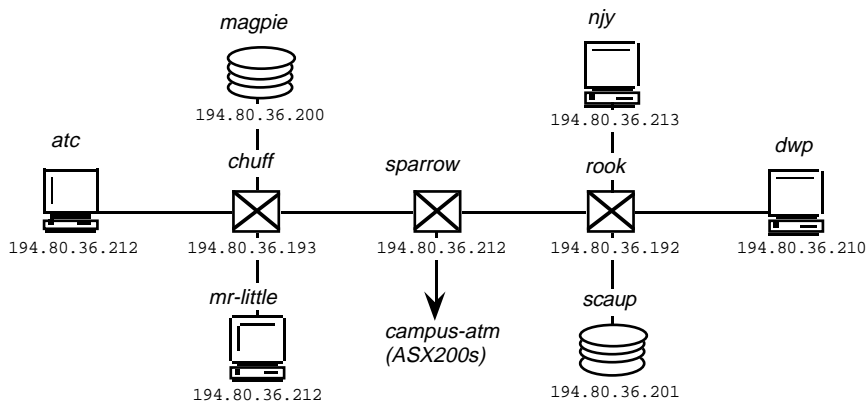 magpie
njy
194.80.36.200
194.80.36.213
atc
chuff
sparrow
rook
dwp
194.80.36.212
194.80.36.193
194.80.36.212
194.80.36.192
194.80.36.210
mr-little
campus-atm
(ASX200s)
scaup
194.80.36.212
194.80.36.201